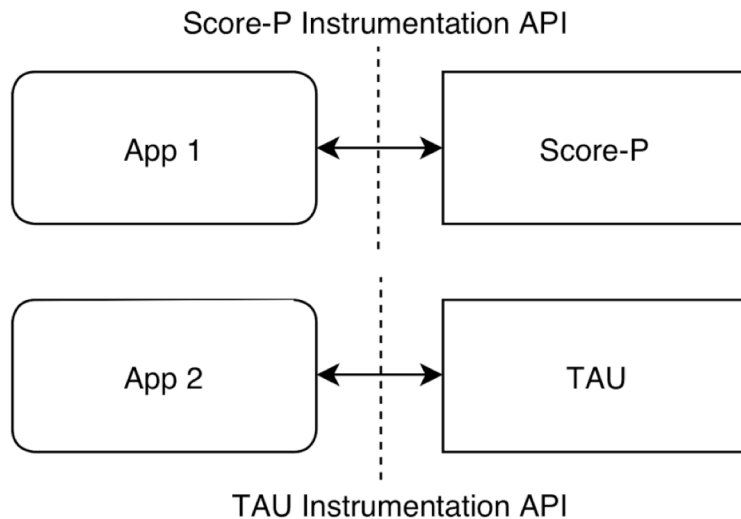 Score-P Instrumentation API
App 1
Score-P
App 2
TAU
TAU Instrumentation API